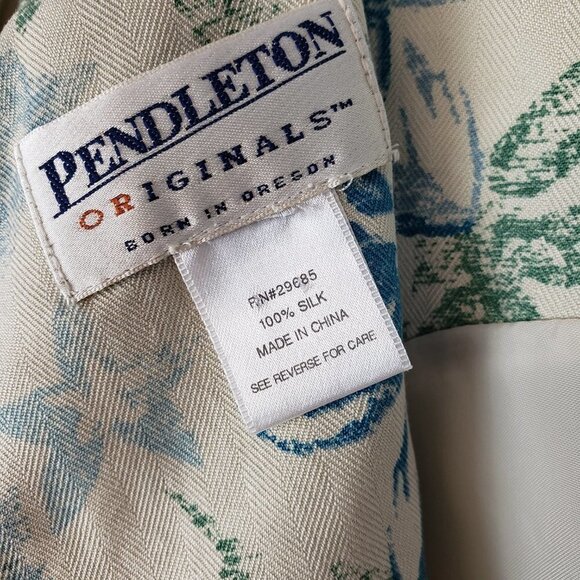 PENDLETON
ORIGINALS™
BORN IN OREGON
RN#29685
100% SILK
MADE IN CHINA
SEE REVERSE FOR CARE